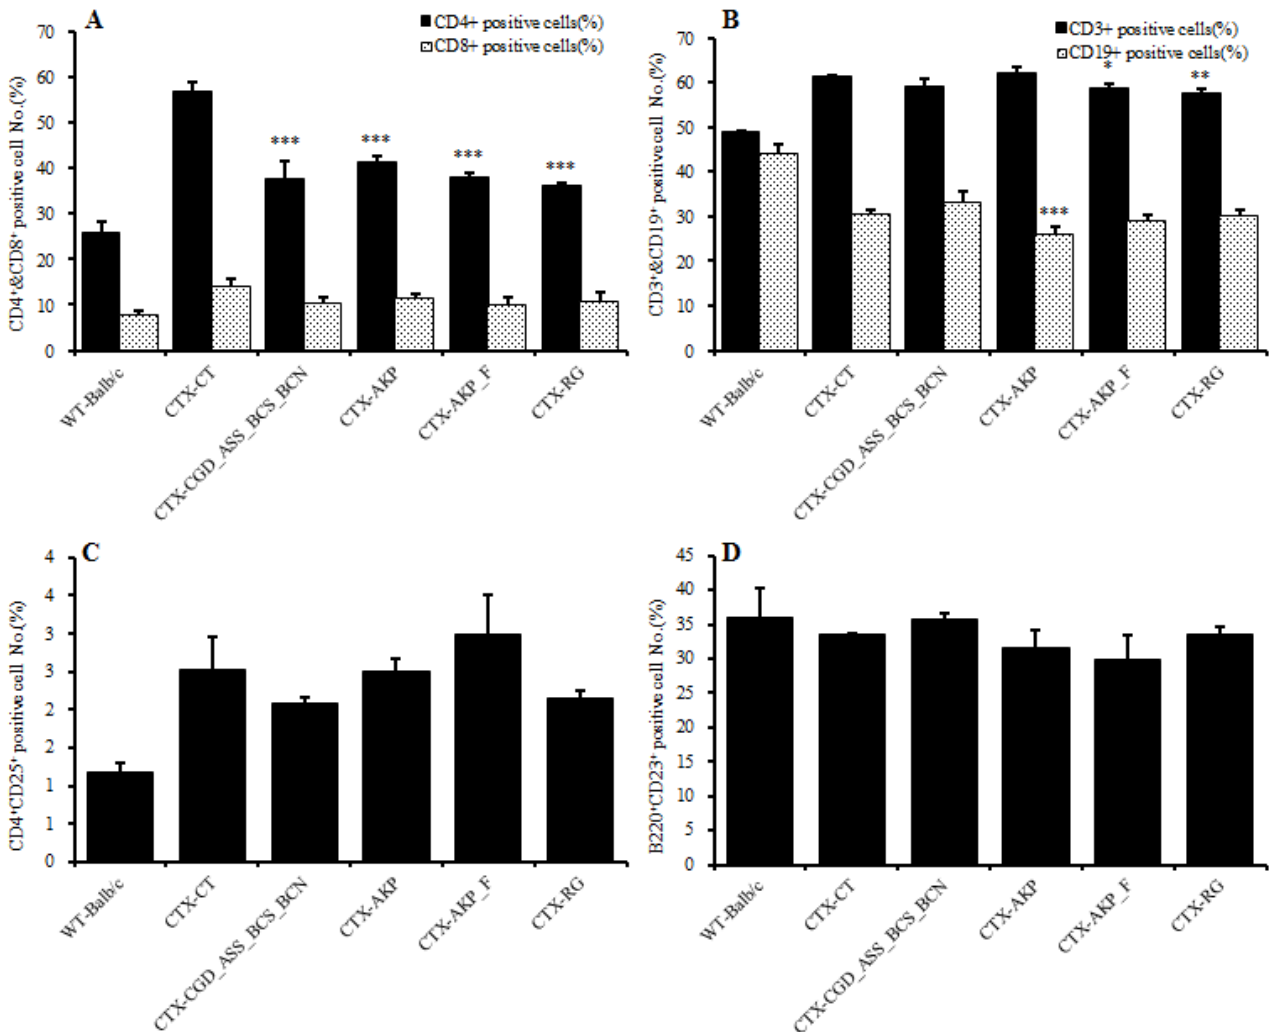 A
CD4+ positive cells(%)
CD8+ positive cells(%)
CD4⁺&CD8⁺ positive cell No.(%)
70
60
50
40
30
20
10
0
***
***
***
***
WT-Balb/c
CTX-CT
CTX-CGD_ASS_BCS_BCN
CTX-AKP
CTX-AKP_F
CTX-RG
B
CD3+ positive cells(%)
CD19+ positive cells(%)
CD3⁺&CD19⁺ positive cell No.(%)
70
60
50
40
30
20
10
0
*
**
***
WT-Balb/c
CTX-CT
CTX-CGD_ASS_BCS_BCN
CTX-AKP
CTX-AKP_F
CTX-RG
C
CD4⁺CD25⁺ positive cell No.(%)
4
4
3
3
2
2
1
1
0
WT-Balb/c
CTX-CT
CTX-CGD_ASS_BCS_BCN
CTX-AKP
CTX-AKP_F
CTX-RG
D
B220⁺CD23⁺ positive cell No.(%)
45
40
35
30
25
20
15
10
5
0
WT-Balb/c
CTX-CT
CTX-CGD_ASS_BCS_BCN
CTX-AKP
CTX-AKP_F
CTX-RG